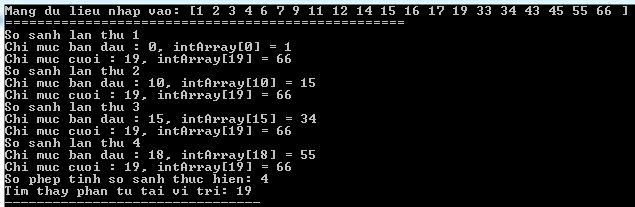 Mang du lieu nhap vao: [1 2 3 4 6 7 9 11 12 14 15 16 17 19 33 34 43 45 55 66 ]
==================================================
So sanh lan thu 1
Chi muc ban dau : 0, intArray[0] = 1
Chi muc cuoi : 19, intArray[19] = 66
So sanh lan thu 2
Chi muc ban dau : 10, intArray[10] = 15
Chi muc cuoi : 19, intArray[19] = 66
So sanh lan thu 3
Chi muc ban dau : 15, intArray[15] = 34
Chi muc cuoi : 19, intArray[19] = 66
So sanh lan thu 4
Chi muc ban dau : 18, intArray[18] = 55
Chi muc cuoi : 19, intArray[19] = 66
So phep tinh so sanh thuc hien: 4
Tim thay phan tu tai vi tri: 19
--------------------------------